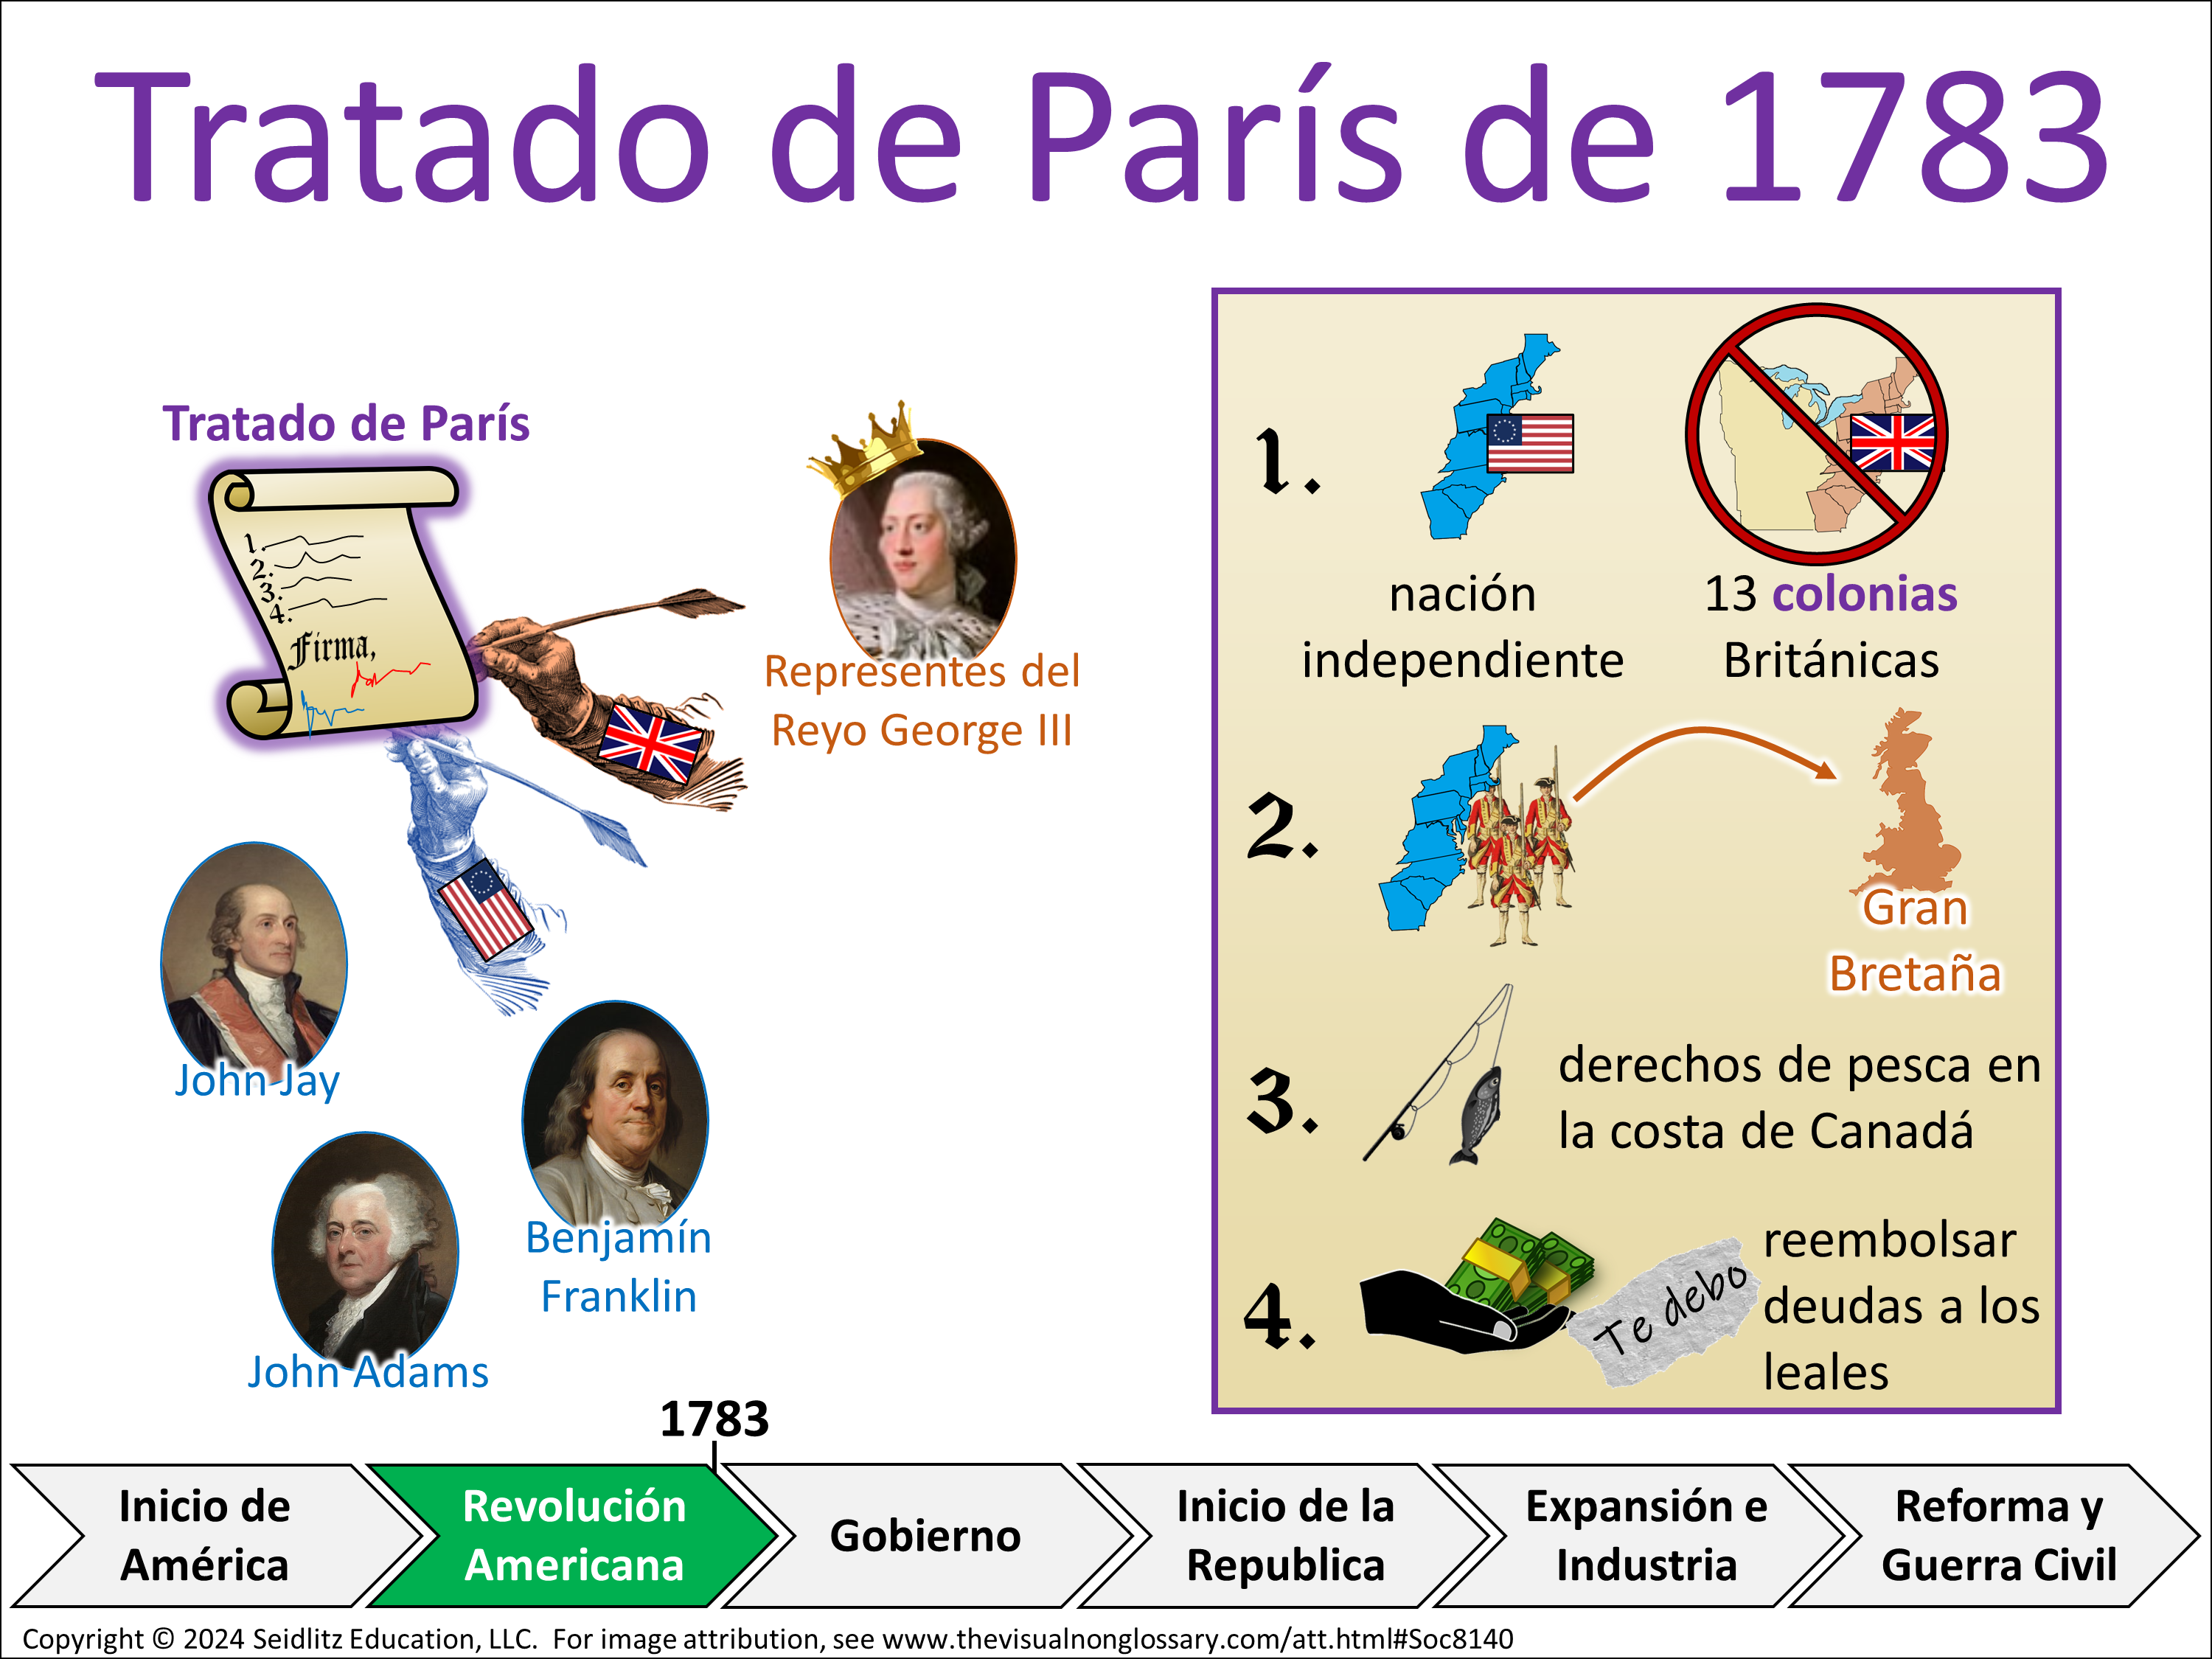 Tratado de París de 1783
Tratado de París
1.
2.
3.
4.
Firma,
Representes del
Reyo George III
John Jay
Benjamín
Franklin
John Adams
1.
nación
independiente
13 colonias
Británicas
2.
Gran
Bretaña
3.
derechos de pesca en
la costa de Canadá
4.
Te debo
reembolsar
deudas a los
leales
1783
Inicio de
América
Revolución
Americana
Gobierno
Inicio de la
Republica
Expansión e
Industria
Reforma y
Guerra Civil
Copyright © 2024 Seidlitz Education, LLC.  For image attribution, see www.thevisualnonglossary.com/att.html#Soc8140